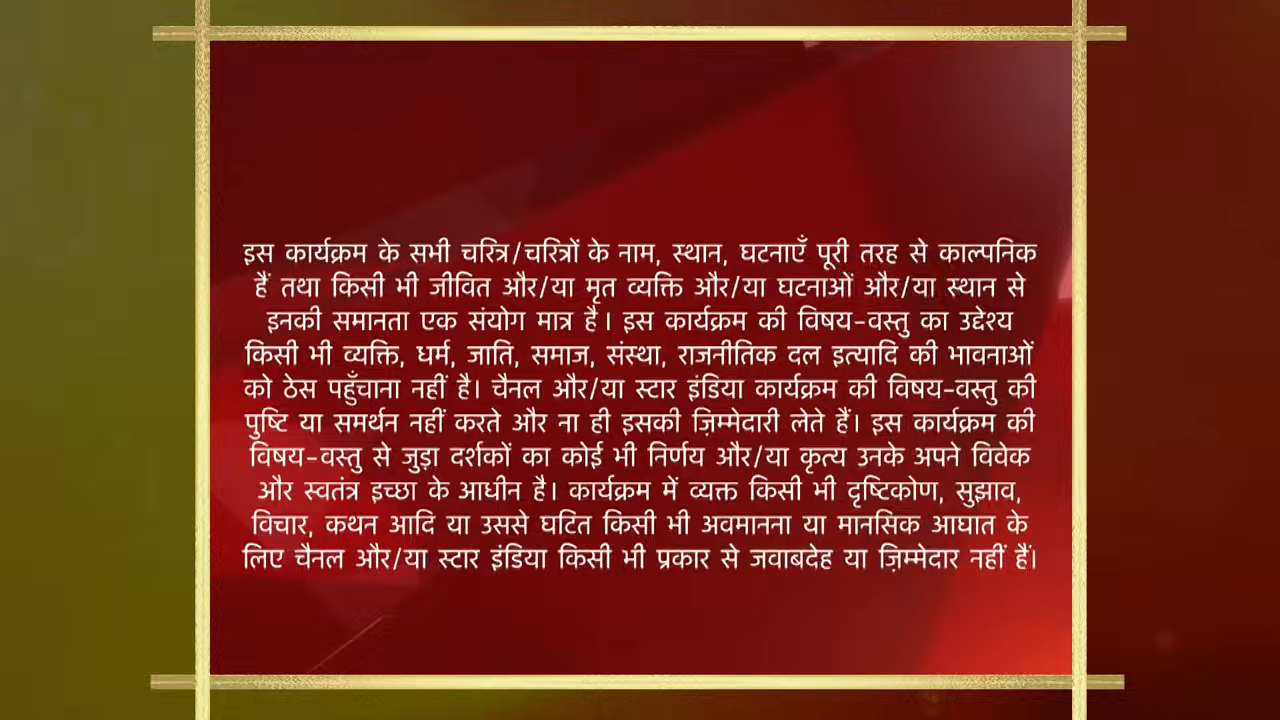 इस कार्यक्रम के सभी चरित्र/चरित्रों के नाम, स्थान, घटनाएँ पूरी तरह से काल्पनिक
हैं तथा किसी भी जीवित और/या मृत व्यक्ति और/या घटनाओं और/या स्थान से
इनकी समानता एक संयोग मात्र है। इस कार्यक्रम की विषय-वस्तु का उद्देश्य
किसी भी व्यक्ति, धर्म, जाति, समाज, संस्था, राजनीतिक दल इत्यादि की भावनाओं
को ठेस पहुँचाना नहीं है। चैनल और/या स्टार इंडिया कार्यक्रम की विषय-वस्तु की
पुष्टि या समर्थन नहीं करते और ना ही इसकी ज़िम्मेदारी लेते हैं। इस कार्यक्रम की
विषय-वस्तु से जुड़ा दर्शकों का कोई भी निर्णय और/या कृत्य उनके अपने विवेक
और स्वतंत्र इच्छा के आधीन है। कार्यक्रम में व्यक्त किसी भी दृष्टिकोण, सुझाव,
विचार, कथन आदि या उससे घटित किसी भी अवमानना या मानसिक आघात के
लिए चैनल और/या स्टार इंडिया किसी भी प्रकार से जवाबदेह या ज़िम्मेदार नहीं हैं।